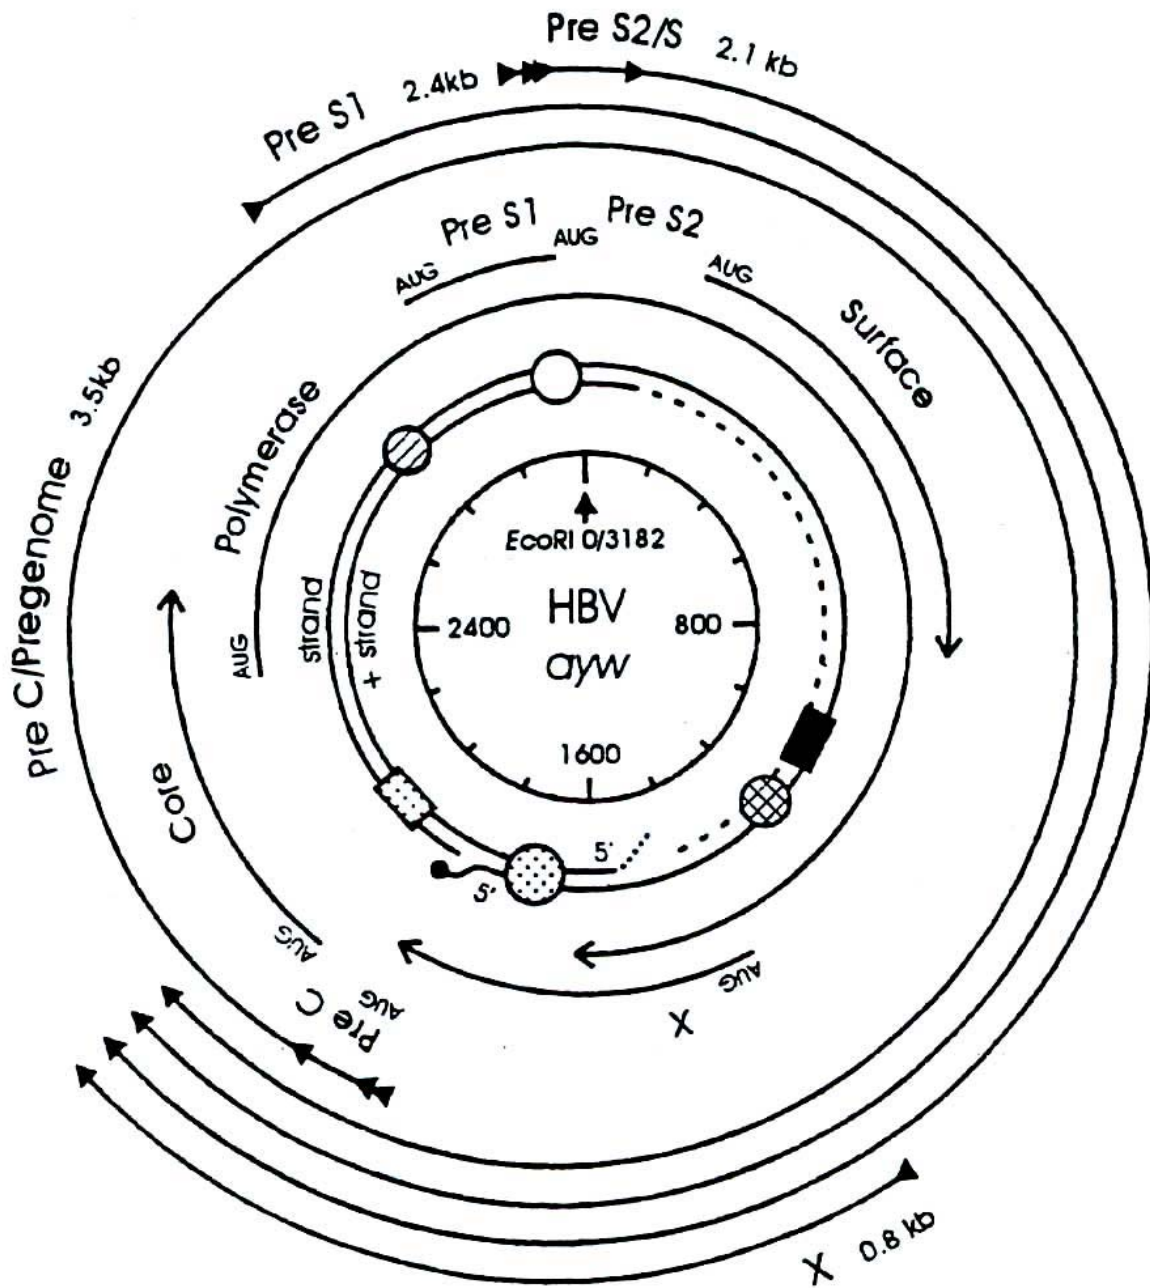 Pre S2/S 2.1 kb
Pre S1 2.4kb
Pre C/Pregenome 3.5kb
X 0.8 kb
Pre S1
AUG
AUG
Pre S2
AUG
Surface
Polymerase
AUG
strand
+ strand
EcoRI 0/3182
HBV
ayw
2400
800
1600
Core
AUG
5'
5'
Pre C
AUG
AUG
X